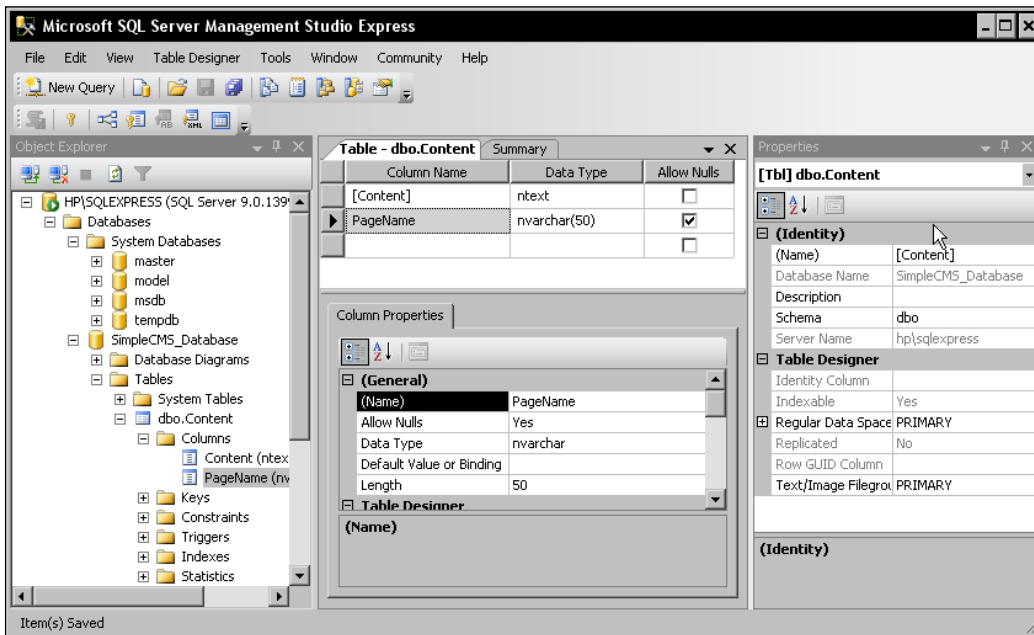 Microsoft SQL Server Management Studio Express
File Edit View Table Designer Tools Window Community Help
New Query
Object Explorer
HP\SQLEXPRESS (SQL Server 9.0.139
Databases
System Databases
master
model
msdb
tempdb
SimpleCMS_Database
Database Diagrams
Tables
System Tables
dbo.Content
Columns
Content (ntex
PageName (nv
Keys
Constraints
Triggers
Indexes
Statistics
Table - dbo.Content Summary
Column Name Data Type Allow Nulls
[Content] ntext
PageName nvarchar(50)
Column Properties
(General)
(Name) PageName
Allow Nulls Yes
Data Type nvarchar
Default Value or Binding
Length 50
Table Designer
(Name)
Properties
[Tbl] dbo.Content
(Identity)
(Name) [Content]
Database Name SimpleCMS_Database
Description
Schema dbo
Server Name hp\sqlexpress
Table Designer
Identity Column
Indexable Yes
Regular Data Space PRIMARY
Replicated No
Row GUID Column
Text/Image Filegrou PRIMARY
(Identity)
Item(s) Saved